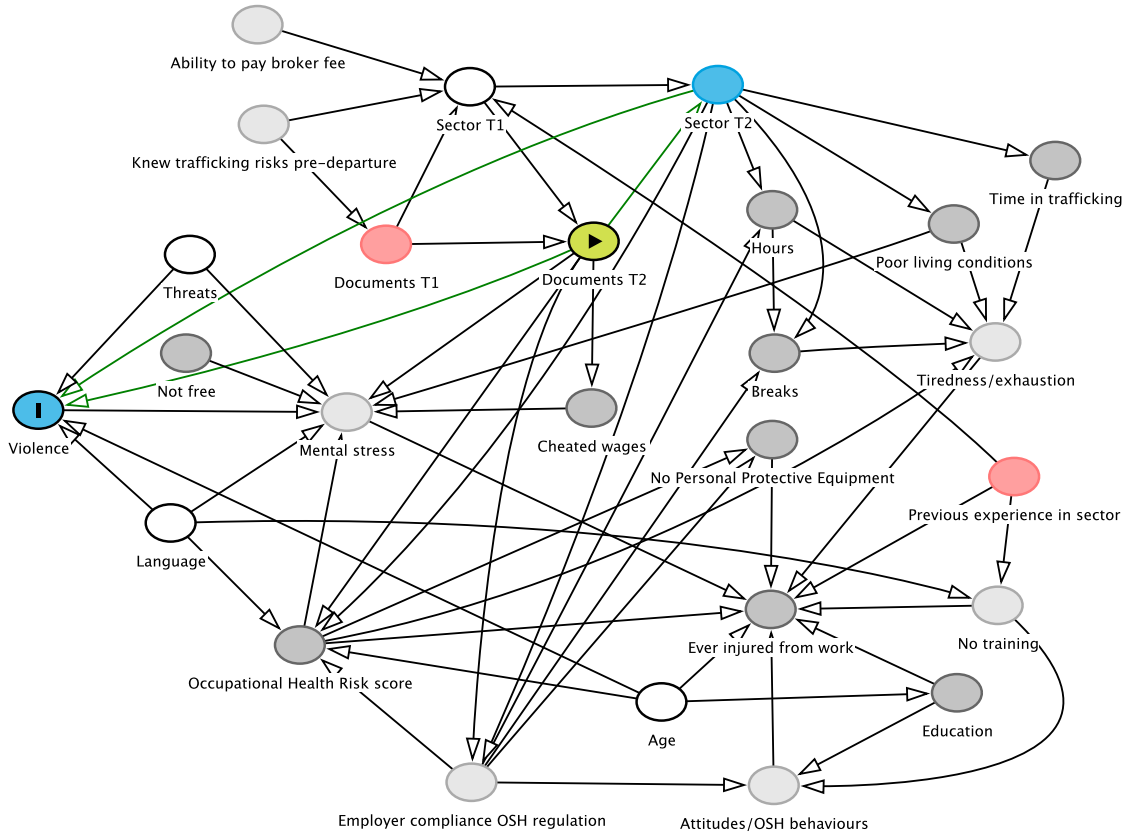 Ability to pay broker fee
Sector T1
Sector T2
Knew trafficking risks pre-departure
Time in trafficking
Hours
Poor living conditions
Documents T1
Documents T2
Threats
Not free
Breaks
Tiredness/exhaustion
Violence
Mental stress
Cheated wages
No Personal Protective Equipment
Previous experience in sector
Language
Ever injured from work
No training
Occupational Health Risk score
Age
Education
Employer compliance OSH regulation
Attitudes/OSH behaviours